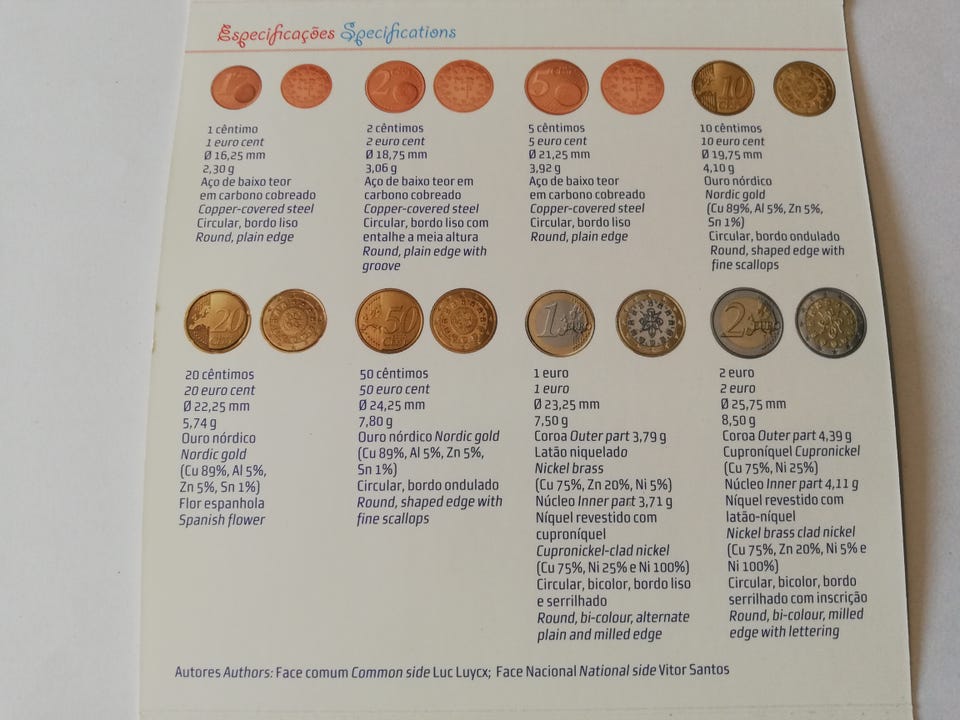 Especificações Specifications
1 cêntimo
1 euro cent
Ø 16,25 mm
2,30 g
Aço de baixo teor
em carbono cobreado
Copper-covered steel
Circular, bordo liso
Round, plain edge
2 cêntimos
2 euro cent
Ø 18,75 mm
3,06 g
Aço de baixo teor em
carbono cobreado
Copper-covered steel
Circular, bordo liso com
entalhe a meia altura
Round, plain edge with
groove
5 cêntimos
5 euro cent
Ø 21,25 mm
3,92 g
Aço de baixo teor
em carbono cobreado
Copper-covered steel
Circular, bordo liso
Round, plain edge
10 cêntimos
10 euro cent
Ø 19,75 mm
4,10 g
Ouro nórdico
Nordic gold
(Cu 89%, Al 5%, Zn 5%,
Sn 1%)
Circular, bordo ondulado
Round, shaped edge with
fine scallops
20 cêntimos
20 euro cent
Ø 22,25 mm
5,74 g
Ouro nórdico
Nordic gold
(Cu 89%, Al 5%,
Zn 5%, Sn 1%)
Flor espanhola
Spanish flower
50 cêntimos
50 euro cent
Ø 24,25 mm
7,80 g
Ouro nórdico Nordic gold
(Cu 89%, Al 5%, Zn 5%,
Sn 1%)
Circular, bordo ondulado
Round, shaped edge with
fine scallops
1 euro
1 euro
Ø 23,25 mm
7,50 g
Coroa Outer part 3,79 g
Latão niquelado
Nickel brass
(Cu 75%, Zn 20%, Ni 5%)
Núcleo Inner part 3,71 g
Níquel revestido com
cuproníquel
Cupronickel-clad nickel
(Cu 75%, Ni 25% e Ni 100%)
Circular, bicolor, bordo liso
e serrilhado
Round, bi-colour, alternate
plain and milled edge
2 euro
2 euro
Ø 25,75 mm
8,50 g
Coroa Outer part 4,39 g
Cuproníquel Cupronickel
(Cu 75%, Ni 25%)
Núcleo Inner part 4,11 g
Níquel revestido com
latão-níquel
Nickel brass clad nickel
(Cu 75%, Zn 20%, Ni 5% e
Ni 100%)
Circular, bicolor, bordo
serrilhado com inscrição
Round, bi-colour, milled
edge with lettering
Autores Authors: Face comum Common side Luc Luycx; Face Nacional National side Vitor Santos